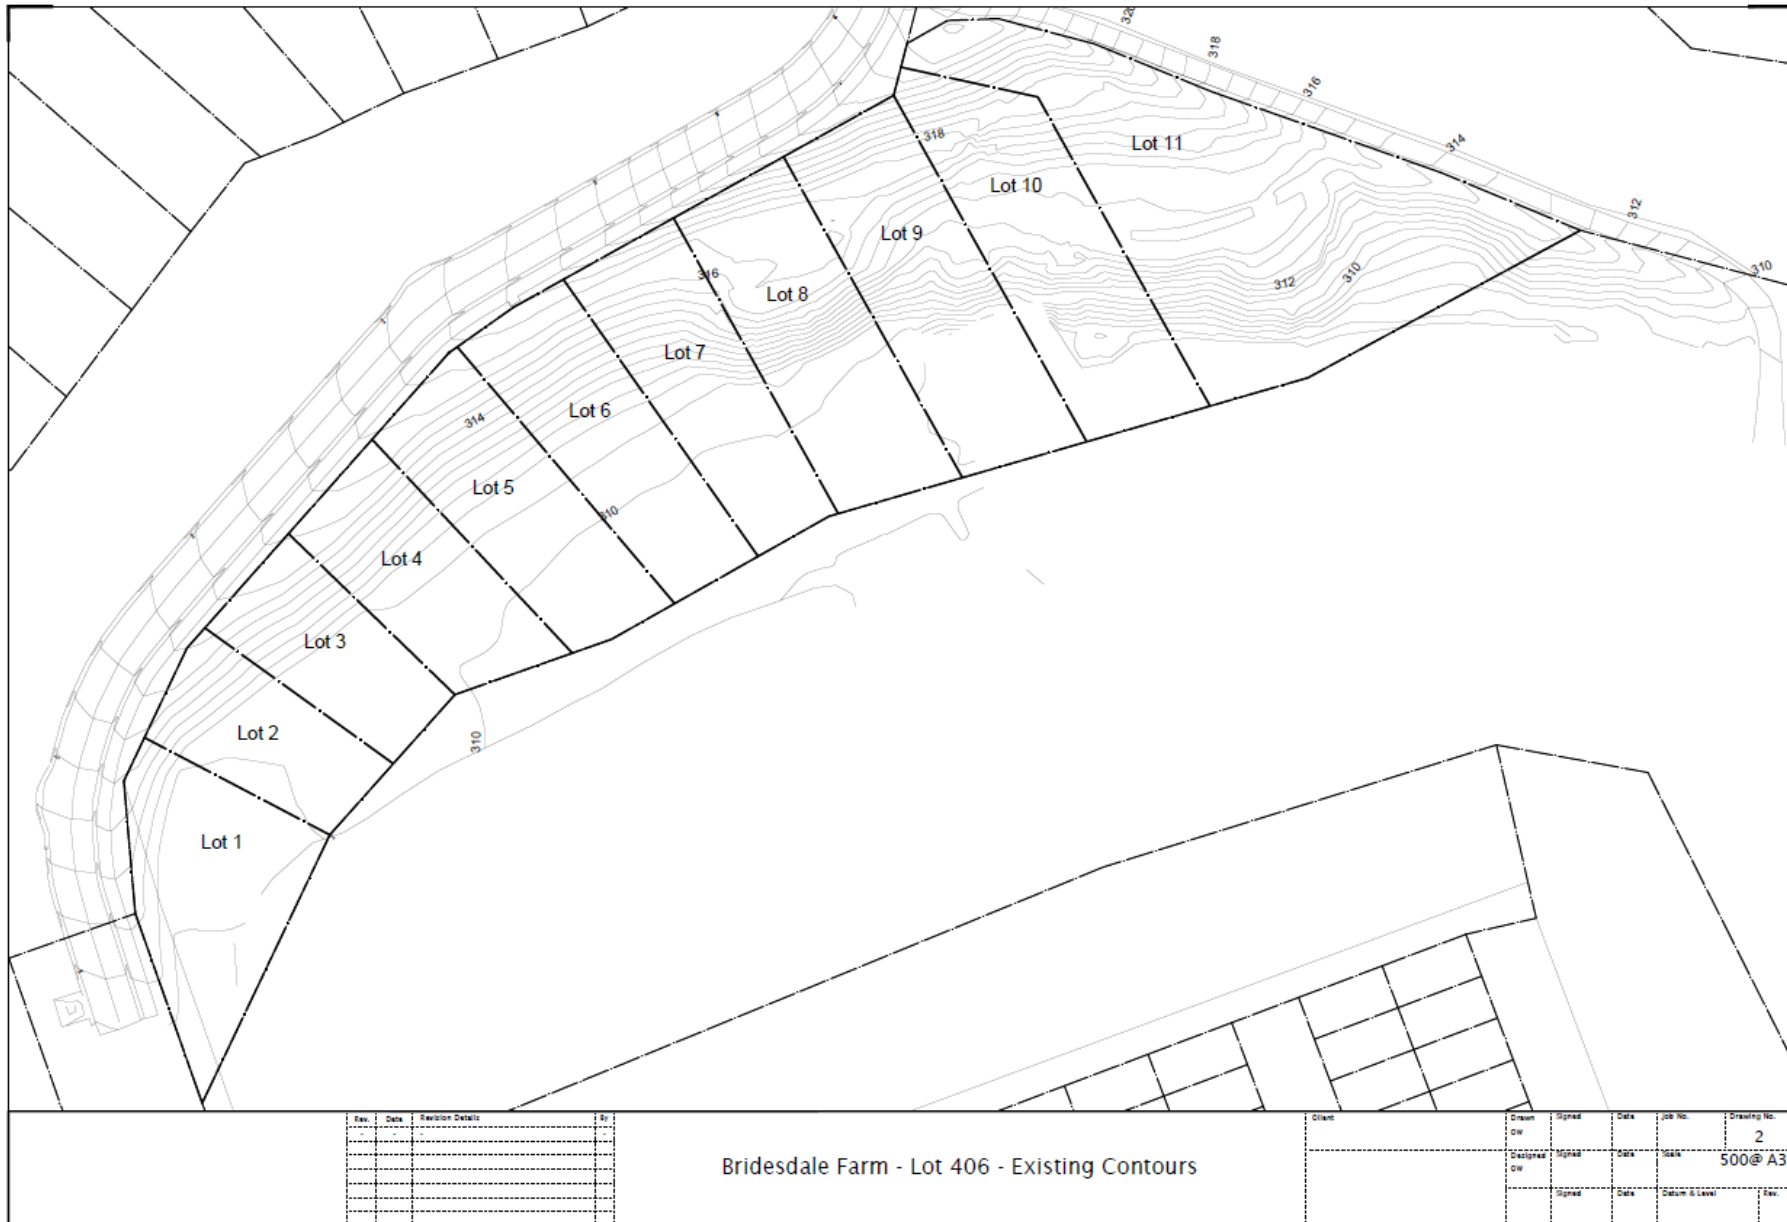 320
318
316
314
312
310
318
Lot 11
Lot 10
Lot 9
316
Lot 8
312
310
Lot 7
314
Lot 6
Lot 5
310
Lot 4
Lot 3
Lot 2
310
Lot 1
Rev. Date Revision Details By
- - - -
Bridesdale Farm - Lot 406 - Existing Contours
Client
Drawn Signed Date Job No. Drawing No.
DW 2
Designed Signed Date Scale 500@ A3
DW
Signed Date Datum & Level Rev.